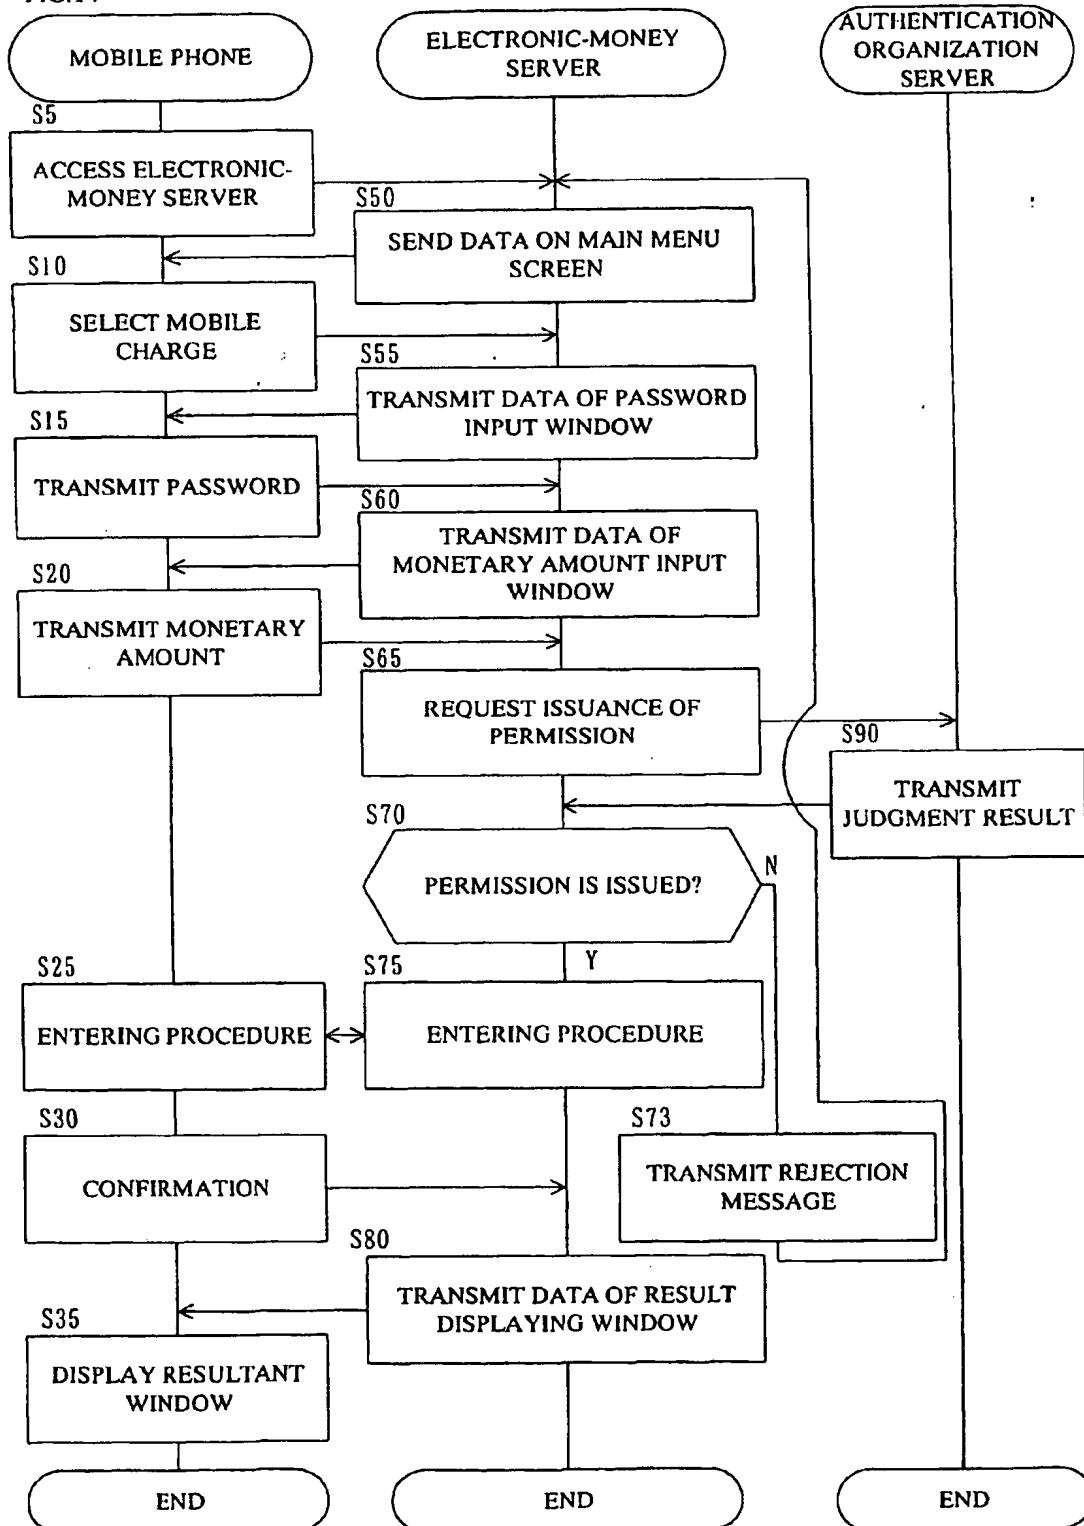 MOBILE PHONE
ELECTRONIC-MONEY
SERVER
AUTHENTICATION
ORGANIZATION
SERVER
S5
ACCESS ELECTRONIC-
MONEY SERVER
S50
SEND DATA ON MAIN MENU
SCREEN
S10
SELECT MOBILE
CHARGE
S55
TRANSMIT DATA OF PASSWORD
INPUT WINDOW
S15
TRANSMIT PASSWORD
S60
TRANSMIT DATA OF
MONETARY AMOUNT INPUT
WINDOW
S20
TRANSMIT MONETARY
AMOUNT
S65
REQUEST ISSUANCE OF
PERMISSION
S90
TRANSMIT
JUDGMENT RESULT
S70
PERMISSION IS ISSUED?
N
Y
S25
ENTERING PROCEDURE
S75
ENTERING PROCEDURE
S30
CONFIRMATION
S73
TRANSMIT REJECTION
MESSAGE
S80
TRANSMIT DATA OF RESULT
DISPLAYING WINDOW
S35
DISPLAY RESULTANT
WINDOW
END
END
END